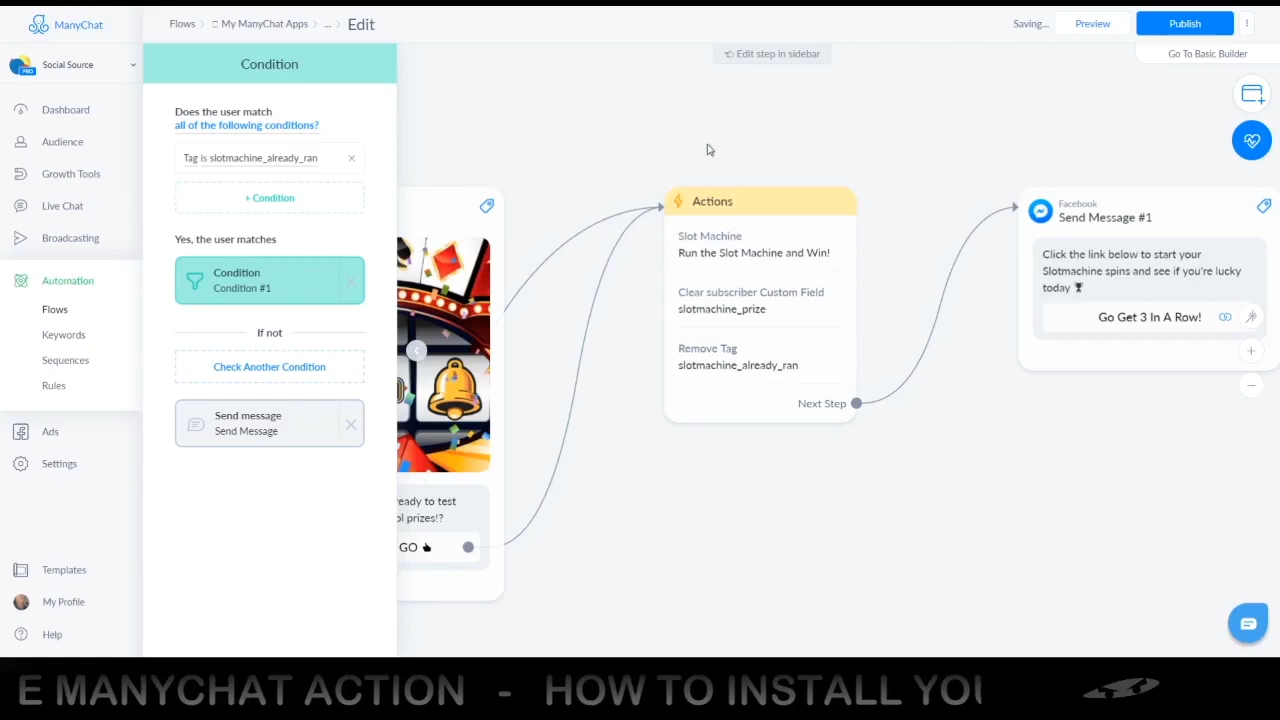 ManyChat
Flows
My ManyChat Apps
...
Edit
Saving...
Preview
Publish
Social Source
PRO
Condition
Edit step in sidebar
Go To Basic Builder
Dashboard
Audience
Growth Tools
Live Chat
Broadcasting
Automation
Flows
Keywords
Sequences
Rules
Ads
Settings
Templates
My Profile
Help
Does the user match
all of the following conditions?
Tag is slotmachine_already_ran
+ Condition
Yes, the user matches
Condition
Condition #1
If not
Check Another Condition
Send message
Send Message
eady to test
ol prizes!?
GO
Actions
Slot Machine
Run the Slot Machine and Win!
Clear subscriber Custom Field
slotmachine_prize
Remove Tag
slotmachine_already_ran
Next Step
Facebook
Send Message #1
Click the link below to start your
Slotmachine spins and see if you're lucky
today
Go Get 3 In A Row!
E MANYCHAT ACTION - HOW TO INSTALL YOU